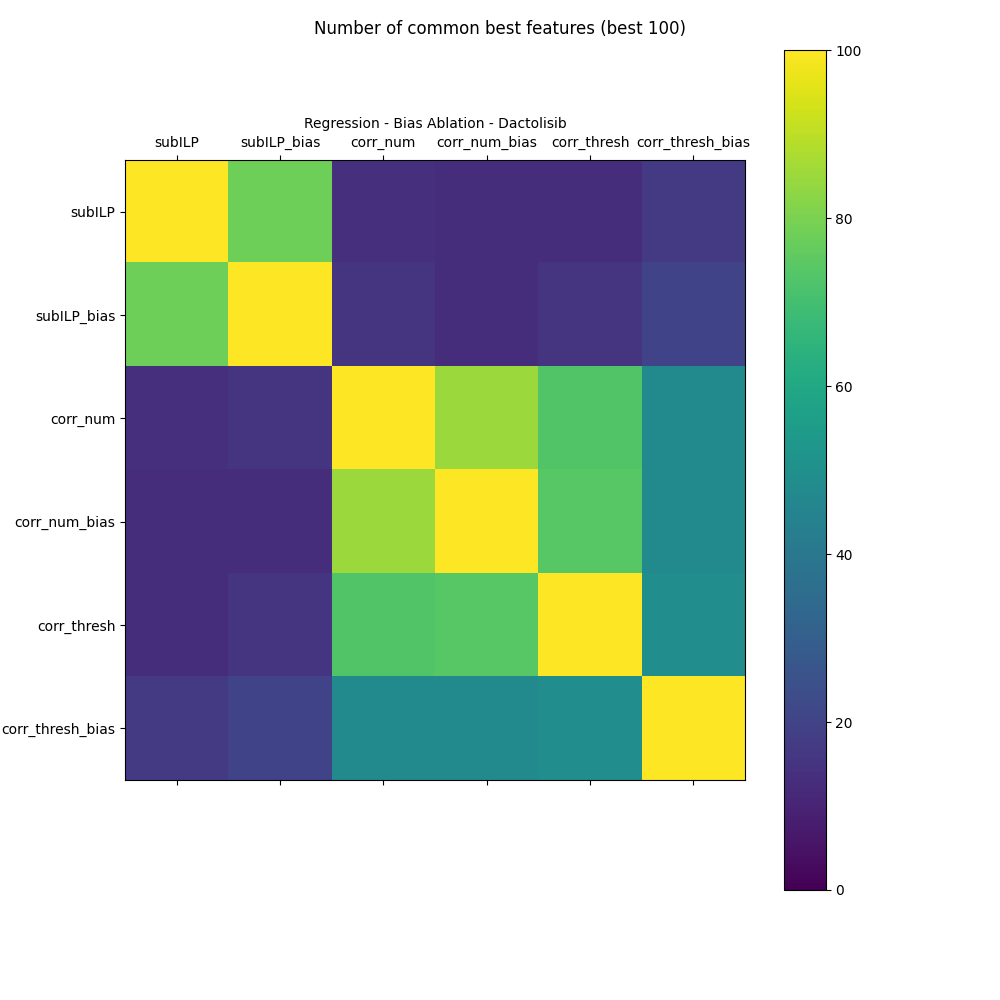 Number of common best features (best 100)
Regression - Bias Ablation - Dactolisib
subILP subILP_bias corr_num corr_num_bias corr_thresh corr_thresh_bias
subILP
subILP_bias
corr_num
corr_num_bias
corr_thresh
corr_thresh_bias
100
80
60
40
20
0